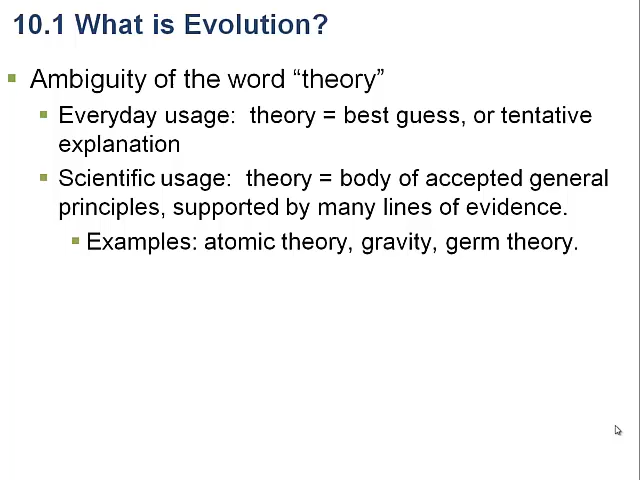 10.1 What is Evolution?
Ambiguity of the word “theory”
Everyday usage:  theory = best guess, or tentative
explanation
Scientific usage:  theory = body of accepted general
principles, supported by many lines of evidence.
Examples: atomic theory, gravity, germ theory.